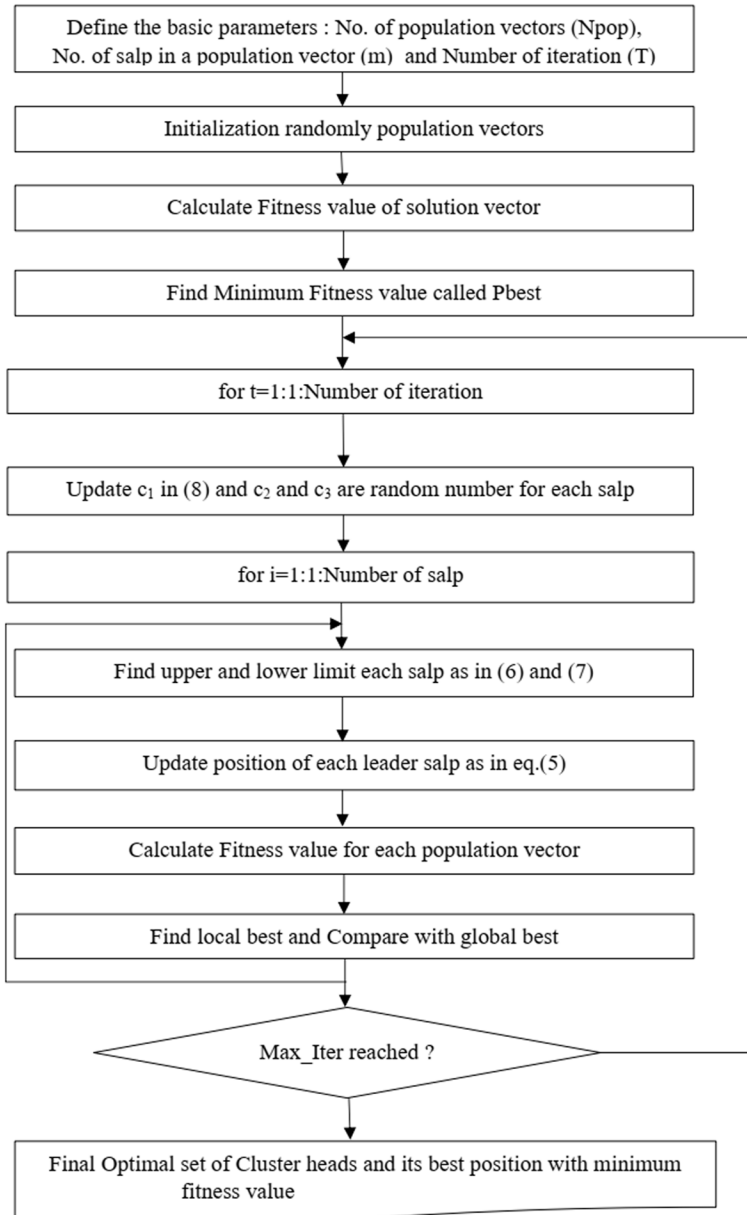 Define the basic parameters : No. of population vectors (Npop),
No. of salp in a population vector (m) and Number of iteration (T)
Initialization randomly population vectors
Calculate Fitness value of solution vector
Find Minimum Fitness value called Pbest
for t=1:1:Number of iteration
Update c₁ in (8) and c₂ and c₃ are random number for each salp
for i=1:1:Number of salp
Find upper and lower limit each salp as in (6) and (7)
Update position of each leader salp as in eq.(5)
Calculate Fitness value for each population vector
Find local best and Compare with global best
Max_Iter reached ?
Final Optimal set of Cluster heads and its best position with minimum
fitness value